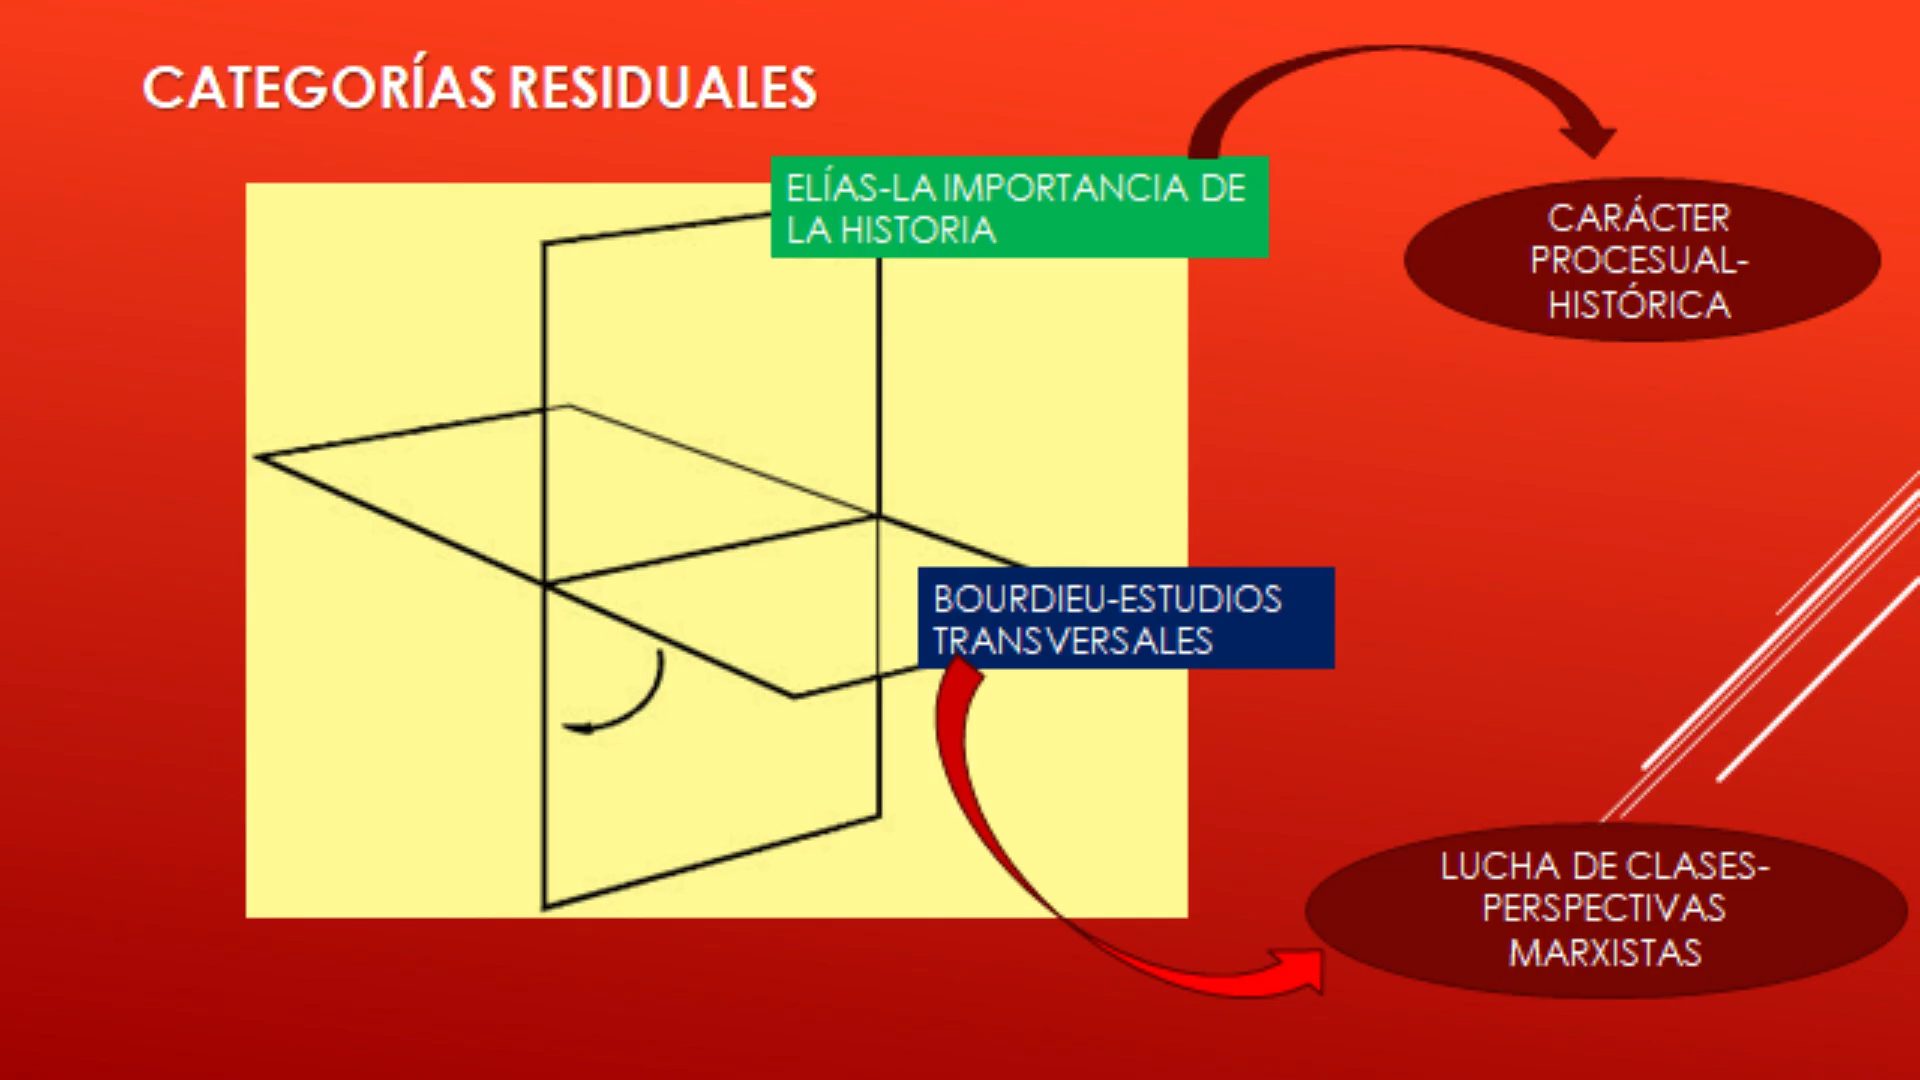 CATEGORÍAS RESIDUALES
ELÍAS-LA IMPORTANCIA DE
LA HISTORIA
CARÁCTER
PROCESUAL-
HISTÓRICA
BOURDIEU-ESTUDIOS
TRANSVERSALES
LUCHA DE CLASES-
PERSPECTIVAS
MARXISTAS